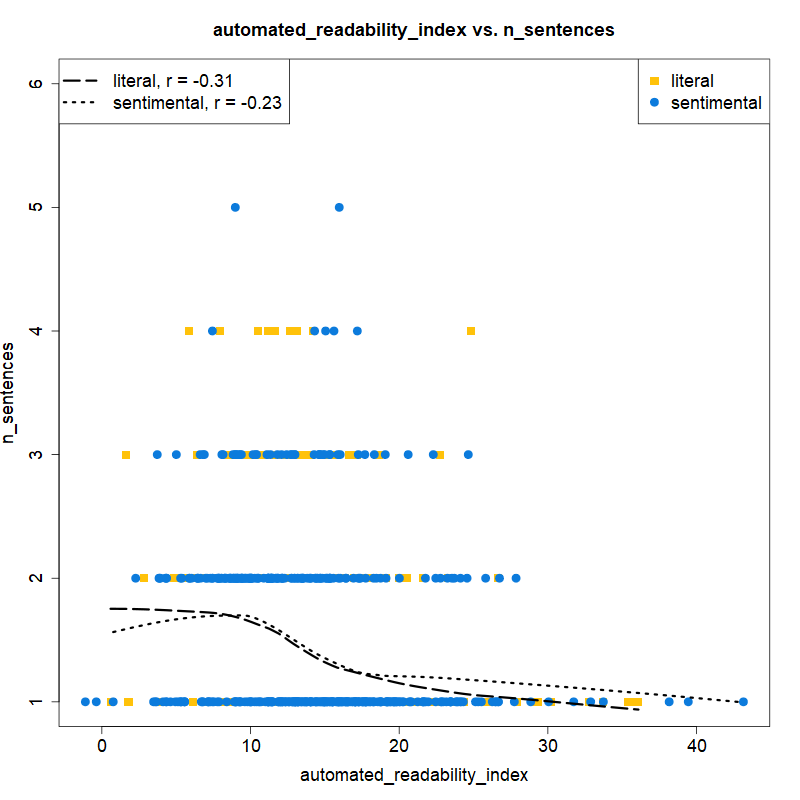 automated_readability_index vs. n_sentences
literal, r = -0.31
sentimental, r = -0.23
literal
sentimental
n_sentences
6
5
4
3
2
1
0
10
20
30
40
automated_readability_index